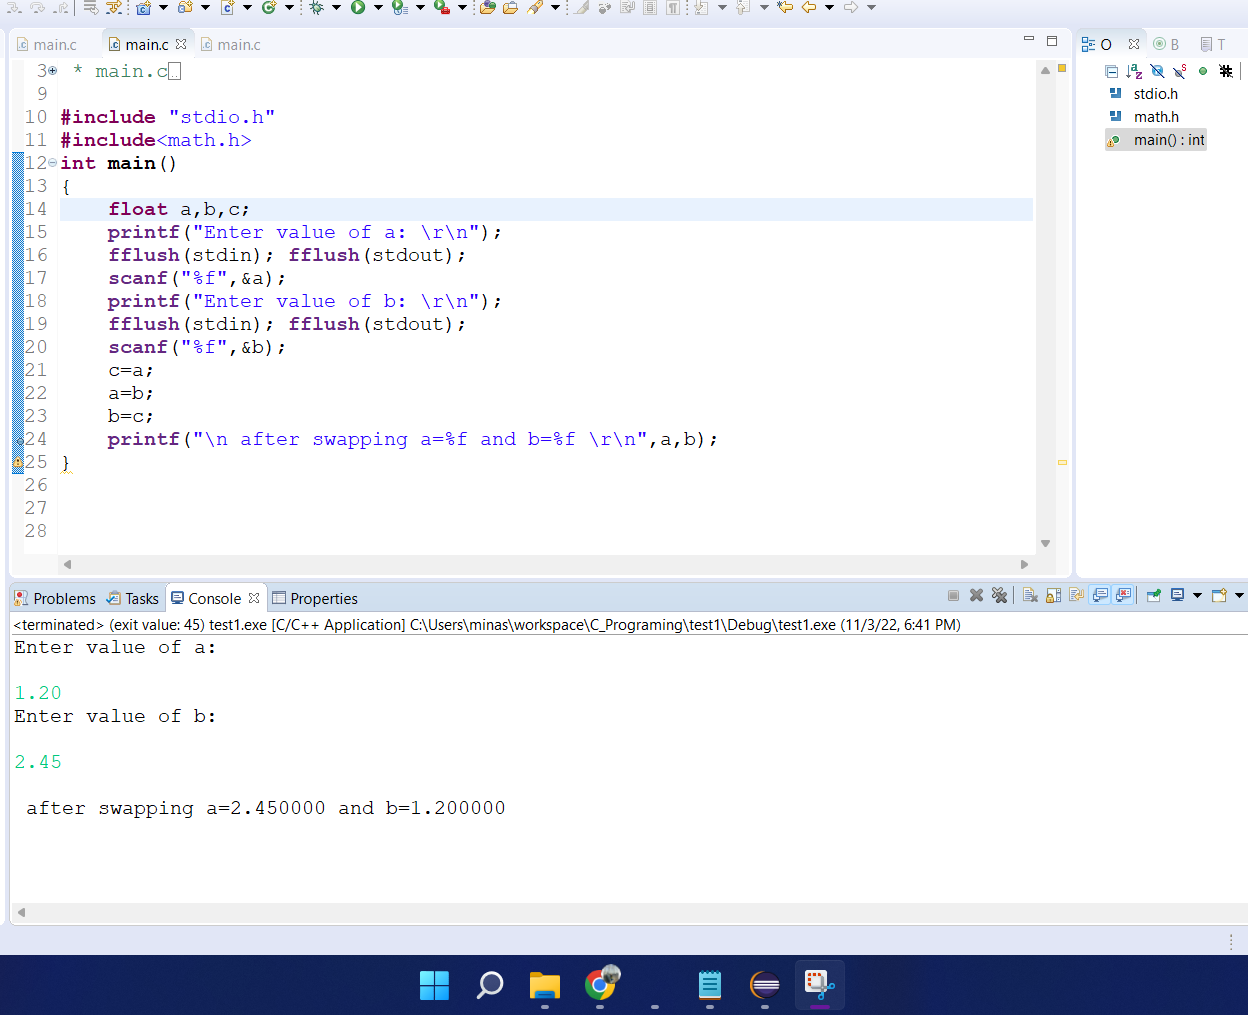 main.c main.c main.c
3 * main.c
9
10 #include "stdio.h"
11 #include<math.h>
12 int main()
13 {
14 float a,b,c;
15 printf("Enter value of a: \r\n");
16 fflush(stdin); fflush(stdout);
17 scanf("%f",&a);
18 printf("Enter value of b: \r\n");
19 fflush(stdin); fflush(stdout);
20 scanf("%f",&b);
21 c=a;
22 a=b;
23 b=c;
24 printf("\n after swapping a=%f and b=%f \r\n",a,b);
25 }
26
27
28
O B T
stdio.h
math.h
main() : int
Problems Tasks Console Properties
<terminated> (exit value: 45) test1.exe [C/C++ Application] C:\Users\minas\workspace\C_Programing\test1\Debug\test1.exe (11/3/22, 6:41 PM)
Enter value of a:
1.20
Enter value of b:
2.45
after swapping a=2.450000 and b=1.200000